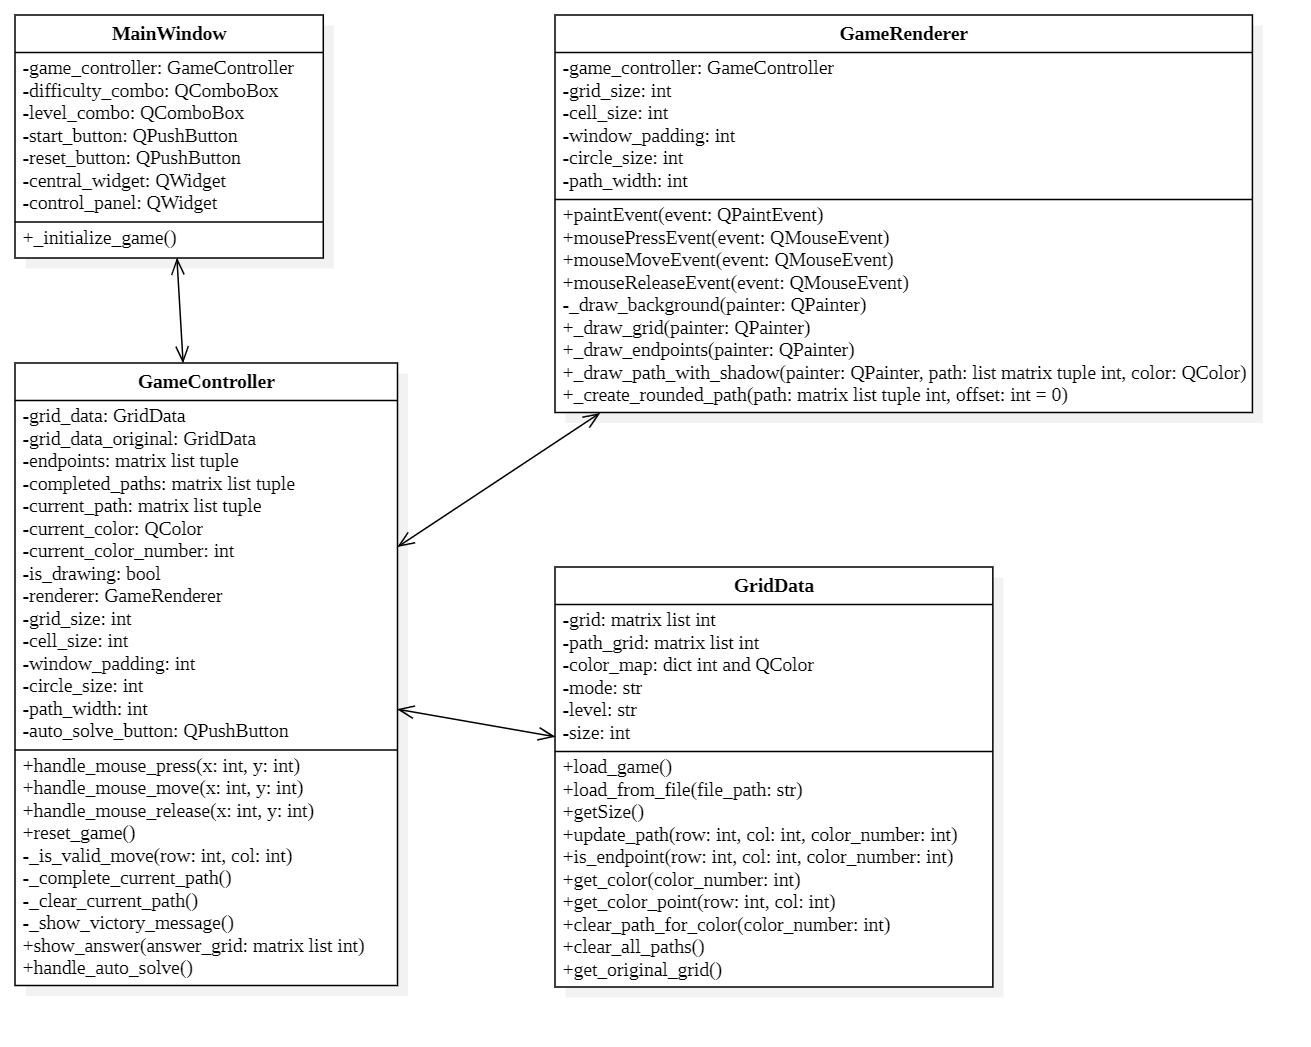 MainWindow
-game_controller: GameController
-difficulty_combo: QComboBox
-level_combo: QComboBox
-start_button: QPushButton
-reset_button: QPushButton
-central_widget: QWidget
-control_panel: QWidget
+_initialize_game()
GameRenderer
-game_controller: GameController
-grid_size: int
-cell_size: int
-window_padding: int
-circle_size: int
-path_width: int
+paintEvent(event: QPaintEvent)
+mousePressEvent(event: QMouseEvent)
+mouseMoveEvent(event: QMouseEvent)
+mouseReleaseEvent(event: QMouseEvent)
-_draw_background(painter: QPainter)
+_draw_grid(painter: QPainter)
+_draw_endpoints(painter: QPainter)
+_draw_path_with_shadow(painter: QPainter, path: list matrix tuple int, color: QColor)
+_create_rounded_path(path: matrix list tuple int, offset: int = 0)
GameController
-grid_data: GridData
-grid_data_original: GridData
-endpoints: matrix list tuple
-completed_paths: matrix list tuple
-current_path: matrix list tuple
-current_color: QColor
-current_color_number: int
-is_drawing: bool
-renderer: GameRenderer
-grid_size: int
-cell_size: int
-window_padding: int
-circle_size: int
-path_width: int
-auto_solve_button: QPushButton
+handle_mouse_press(x: int, y: int)
+handle_mouse_move(x: int, y: int)
+handle_mouse_release(x: int, y: int)
+reset_game()
-_is_valid_move(row: int, col: int)
-_complete_current_path()
-_clear_current_path()
-_show_victory_message()
+show_answer(answer_grid: matrix list int)
+handle_auto_solve()
GridData
-grid: matrix list int
-path_grid: matrix list int
-color_map: dict int and QColor
-mode: str
-level: str
-size: int
+load_game()
+load_from_file(file_path: str)
+getSize()
+update_path(row: int, col: int, color_number: int)
+is_endpoint(row: int, col: int, color_number: int)
+get_color(color_number: int)
+get_color_point(row: int, col: int)
+clear_path_for_color(color_number: int)
+clear_all_paths()
+get_original_grid()